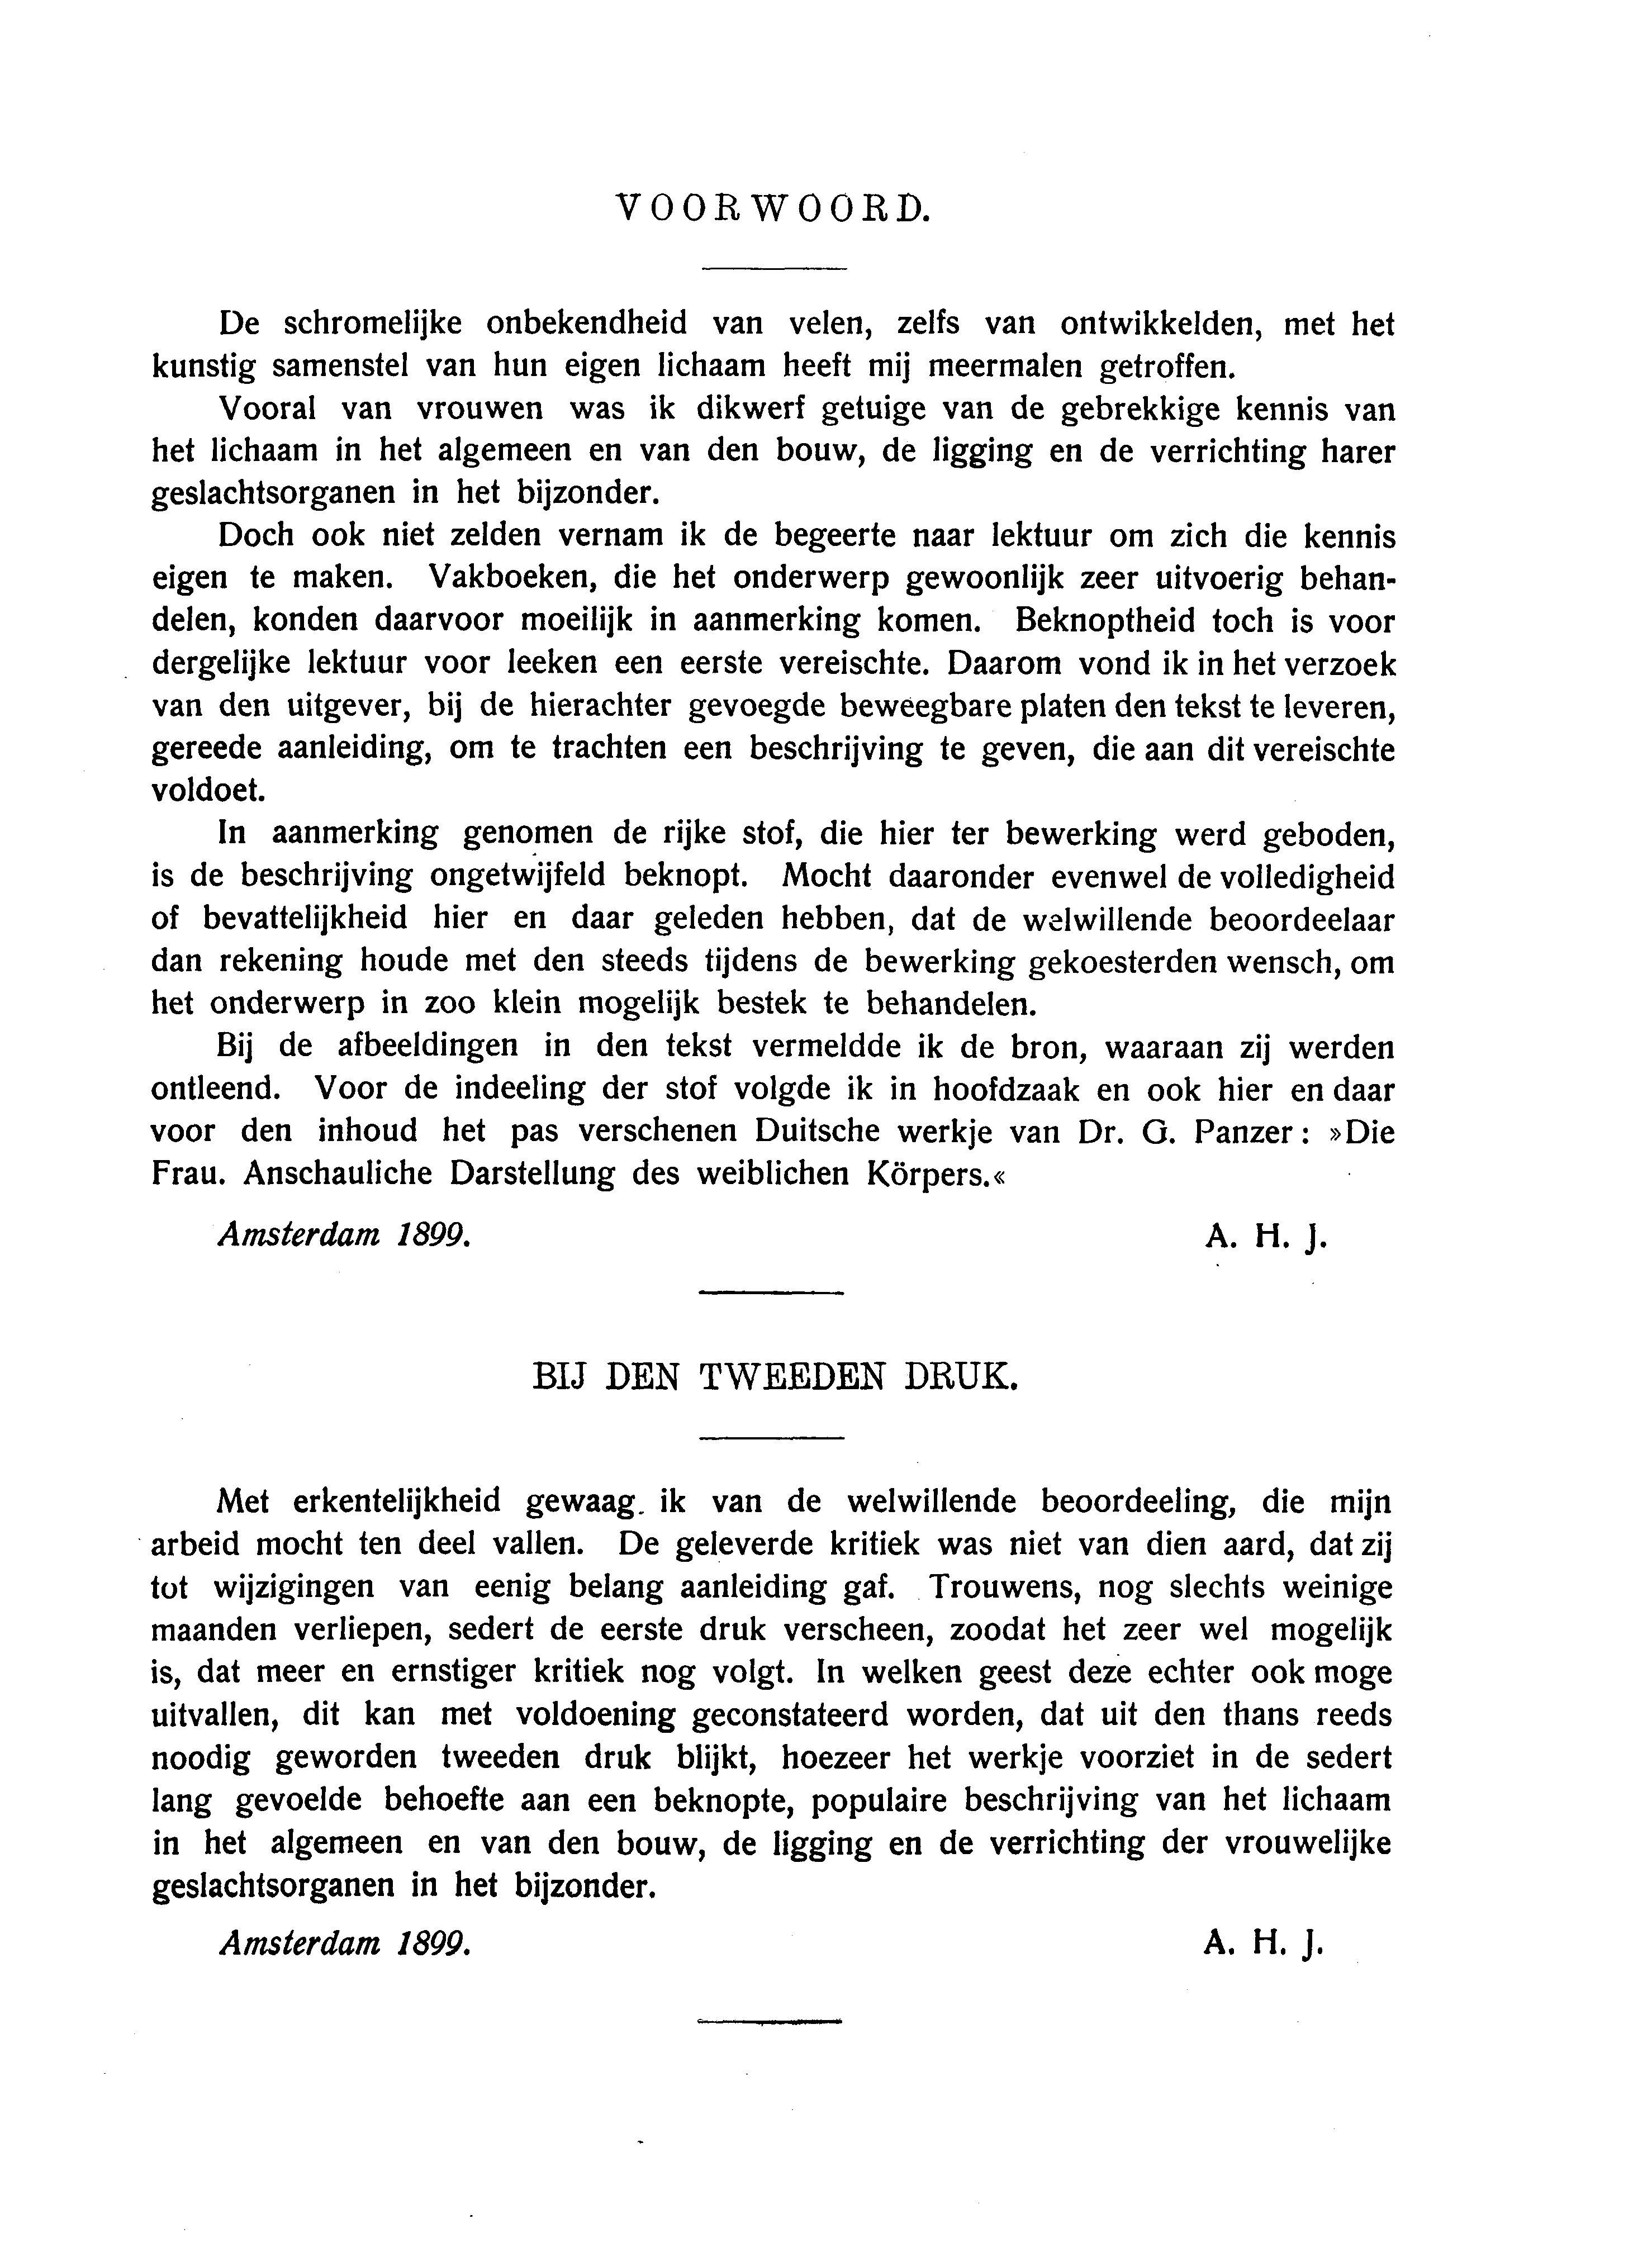 VOORWOORD.
De schromelijke onbekendheid van velen, zelfs van ontwikkelden, met het
kunstig samenstel van hun eigen lichaam heeft mij meermalen getroffen.
Vooral van vrouwen was ik dikwerf getuige van de gebrekkige kennis van
het lichaam in het algemeen en van den bouw, de ligging en de verrichting harer
geslachtsorganen in het bijzonder.
Doch ook niet zelden vernam ik de begeerte naar lektuur om zich die kennis
eigen te maken. Vakboeken, die het onderwerp gewoonlijk zeer uitvoerig behan-
delen, konden daarvoor moeilijk in aanmerking komen. Beknoptheid toch is voor
dergelijke lektuur voor leeken een eerste vereischte. Daarom vond ik in het verzoek
van den uitgever, bij de hierachter gevoegde beweegbare platen den tekst te leveren,
gereede aanleiding, om te trachten een beschrijving te geven, die aan dit vereischte
voldoet.
In aanmerking genomen de rijke stof, die hier ter bewerking werd geboden,
is de beschrijving ongetwijfeld beknopt. Mocht daaronder evenwel de volledigheid
of bevattelijkheid hier en daar geleden hebben, dat de welwillende beoordeelaar
dan rekening houde met den steeds tijdens de bewerking gekoesterden wensch, om
het onderwerp in zoo klein mogelijk bestek te behandelen.
Bij de afbeeldingen in den tekst vermeldde ik de bron, waaraan zij werden
ontleend. Voor de indeeling der stof volgde ik in hoofdzaak en ook hier en daar
voor den inhoud het pas verschenen Duitsche werkje van Dr. G. Panzer: »Die
Frau. Anschauliche Darstellung des weiblichen Körpers.«
Amsterdam 1899. A. H. J.
BIJ DEN TWEEDEN DRUK.
Met erkentelijkheid gewaag ik van de welwillende beoordeeling, die mijn
arbeid mocht ten deel vallen. De geleverde kritiek was niet van dien aard, dat zij
tot wijzigingen van eenig belang aanleiding gaf. Trouwens, nog slechts weinige
maanden verliepen, sedert de eerste druk verscheen, zoodat het zeer wel mogelijk
is, dat meer en ernstiger kritiek nog volgt. In welken geest deze echter ook moge
uitvallen, dit kan met voldoening geconstateerd worden, dat uit den thans reeds
noodig geworden tweeden druk blijkt, hoezeer het werkje voorziet in de sedert
lang gevoelde behoefte aan een beknopte, populaire beschrijving van het lichaam
in het algemeen en van den bouw, de ligging en de verrichting der vrouwelijke
geslachtsorganen in het bijzonder.
Amsterdam 1899. A. H. J.